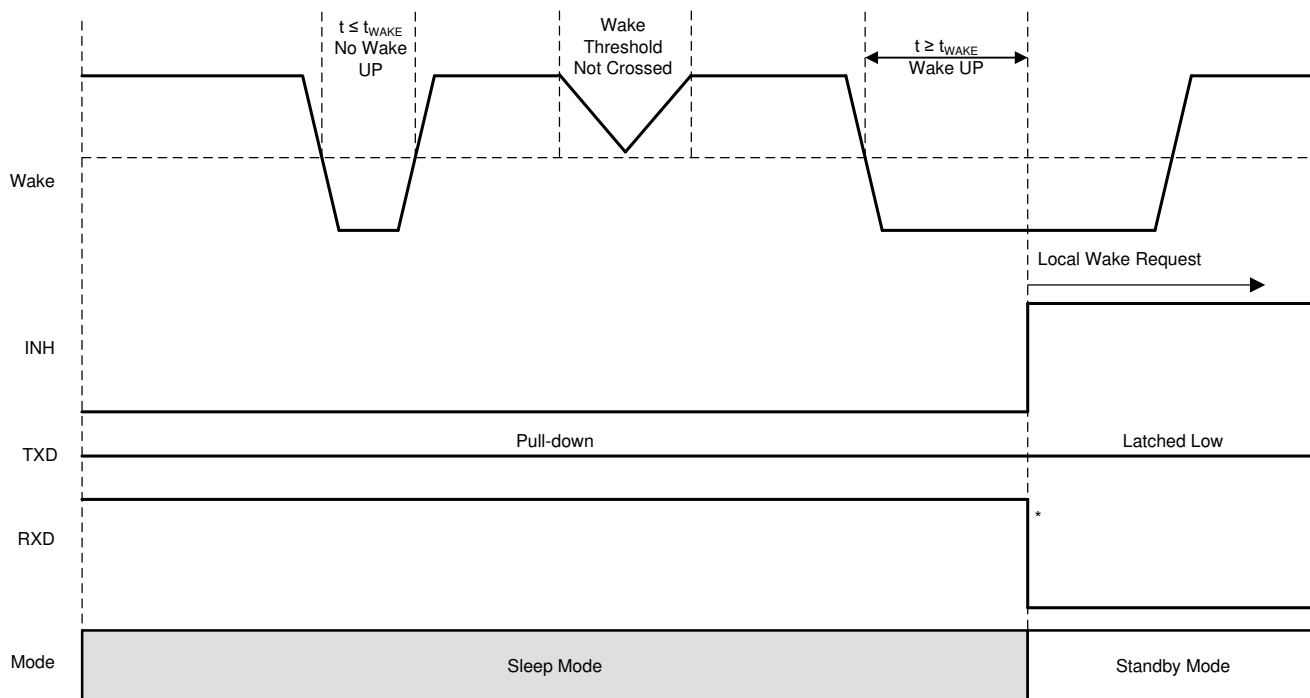 t ≤ tWAKE
No Wake
UP
Wake
Threshold
Not Crossed
t ≥ tWAKE
Wake UP
Wake
Local Wake Request
INH
Pull-down
Latched Low
TXD
*
RXD
Mode
Sleep Mode
Standby Mode